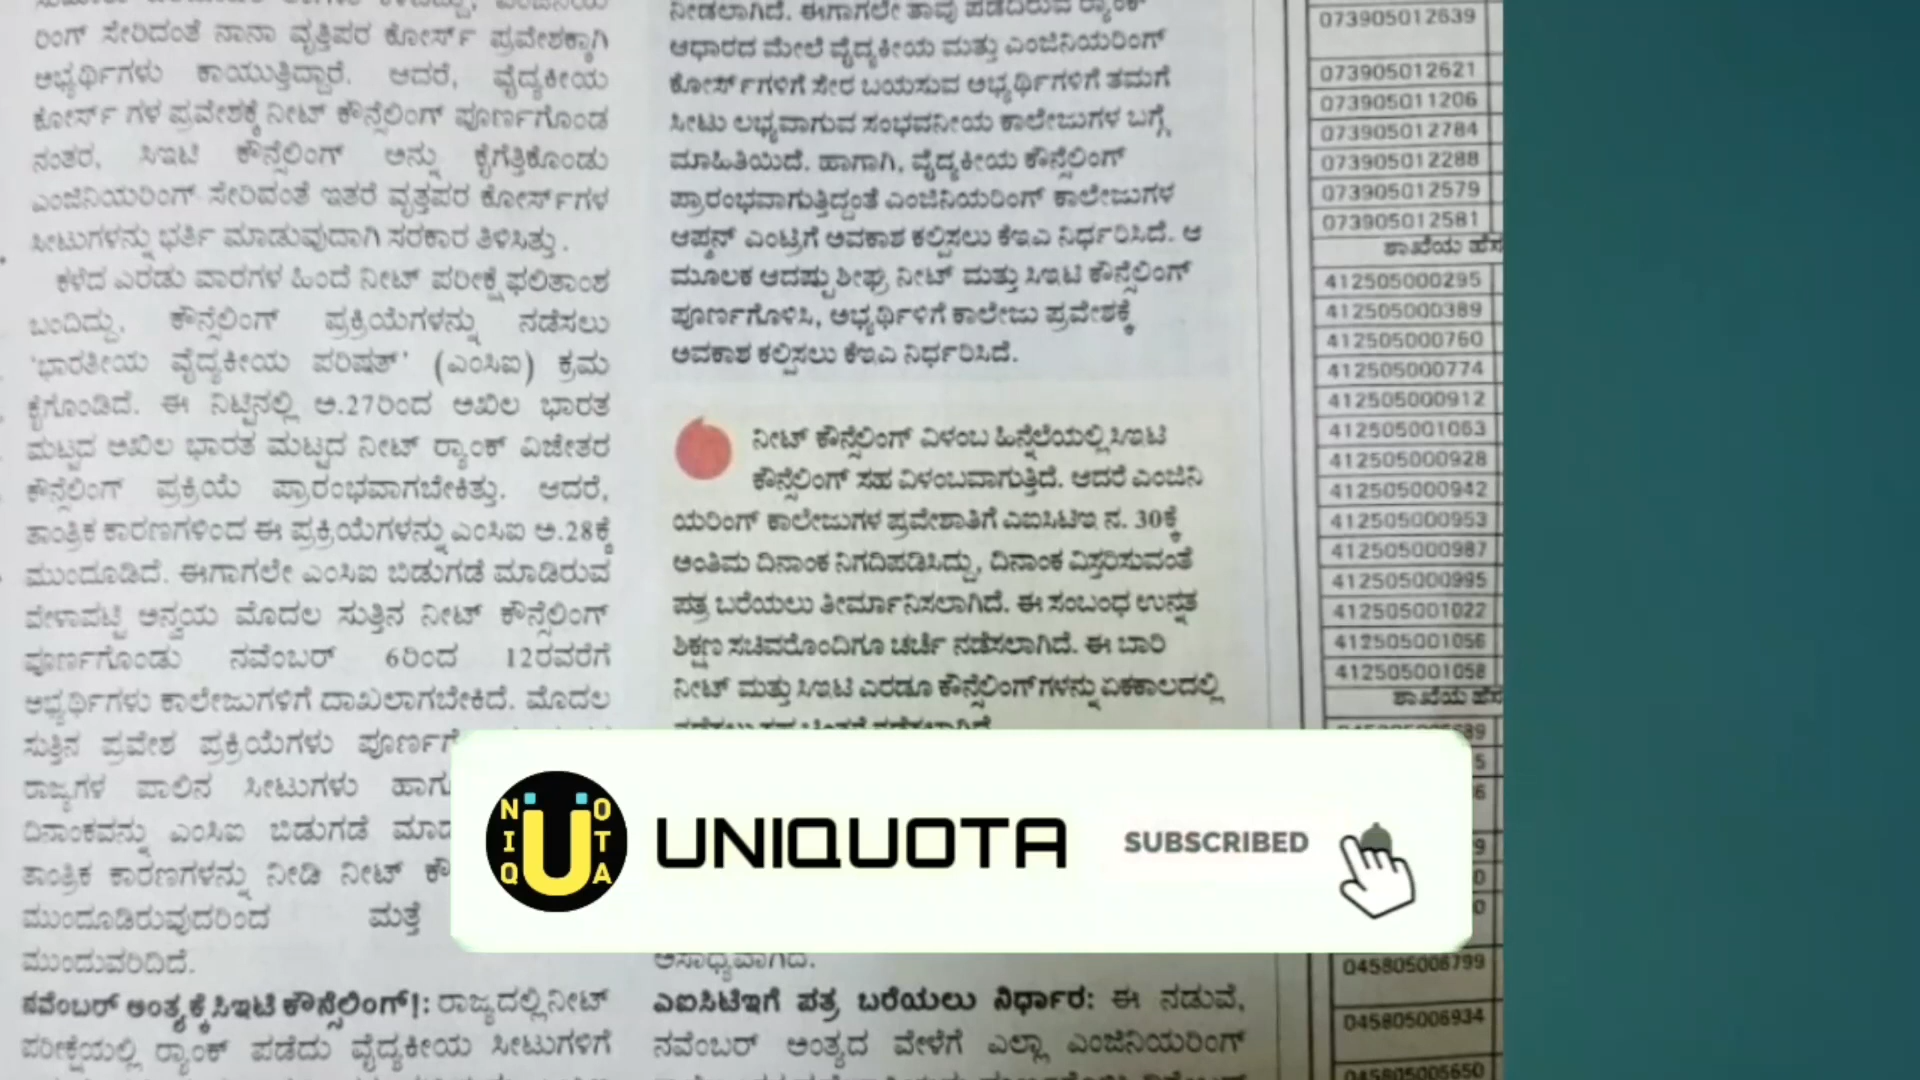 ರಿಂಗ್ ಸೇರಿದಂತೆ ನಾನಾ ವೃತ್ತಿಪರ ಕೋರ್ಸ್ ಪ್ರವೇಶಕ್ಕಾಗಿ
ಅಭ್ಯರ್ಥಿಗಳು ಕಾಯುತ್ತಿದ್ದಾರೆ. ಆದರೆ, ವೈದ್ಯಕೀಯ
ಕೋರ್ಸ್ ಗಳ ಪ್ರವೇಶಕ್ಕೆ ನೀಟ್ ಕೌನ್ಸೆಲಿಂಗ್ ಪೂರ್ಣಗೊಂಡ
ನಂತರ, ಸಿಇಟಿ ಕೌನ್ಸೆಲಿಂಗ್ ಅನ್ನು ಕೈಗೆತ್ತಿಕೊಂಡು
ಎಂಜಿನಿಯರಿಂಗ್ ಸೇರಿದಂತೆ ಇತರೆ ವೃತ್ತಪರ ಕೋರ್ಸ್‌ಗಳ
ಸೀಟುಗಳನ್ನು ಭರ್ತಿ ಮಾಡುವುದಾಗಿ ಸರಕಾರ ತಿಳಿಸಿತ್ತು.
ಕಳೆದ ಎರಡು ವಾರಗಳ ಹಿಂದೆ ನೀಟ್ ಪರೀಕ್ಷೆ ಫಲಿತಾಂಶ
ಬಂದಿದ್ದು, ಕೌನ್ಸೆಲಿಂಗ್ ಪ್ರಕ್ರಿಯೆಗಳನ್ನು ನಡೆಸಲು
'ಭಾರತೀಯ ವೈದ್ಯಕೀಯ ಪರಿಷತ್' (ಎಂಸಿಐ) ಕ್ರಮ
ಕೈಗೊಂಡಿದೆ. ಈ ನಿಟ್ಟಿನಲ್ಲಿ ಅ.27ರಿಂದ ಅಖಿಲ ಭಾರತ
ಮಟ್ಟದ ಅಖಿಲ ಭಾರತ ಮಟ್ಟದ ನೀಟ್ ರ‍್ಯಾಂಕ್ ವಿಜೇತರ
ಕೌನ್ಸೆಲಿಂಗ್ ಪ್ರಕ್ರಿಯೆ ಪ್ರಾರಂಭವಾಗಬೇಕಿತ್ತು. ಆದರೆ,
ತಾಂತ್ರಿಕ ಕಾರಣಗಳಿಂದ ಈ ಪ್ರಕ್ರಿಯೆಗಳನ್ನು ಎಂಸಿಐ ಅ.28ಕ್ಕೆ
ಮುಂದೂಡಿದೆ. ಈಗಾಗಲೇ ಎಂಸಿಐ ಬಿಡುಗಡೆ ಮಾಡಿರುವ
ವೇಳಾಪಟ್ಟಿ ಅನ್ವಯ ಮೊದಲ ಸುತ್ತಿನ ನೀಟ್ ಕೌನ್ಸೆಲಿಂಗ್
ಪೂರ್ಣಗೊಂಡು ನವೆಂಬರ್ 6ರಿಂದ 12ರವರೆಗೆ
ಅಭ್ಯರ್ಥಿಗಳು ಕಾಲೇಜುಗಳಿಗೆ ದಾಖಲಾಗಬೇಕಿದೆ. ಮೊದಲ
ಸುತ್ತಿನ ಪ್ರವೇಶ ಪ್ರಕ್ರಿಯೆಗಳು
ರಾಜ್ಯಗಳ ಪಾಲಿನ ಸೀಟುಗಳು
ದಿನಾಂಕವನ್ನು ಎಂಸಿಐ ಬಿಡುಗಡೆ
ತಾಂತ್ರಿಕ ಕಾರಣಗಳನ್ನು ನೀಡಿ ನೀಟ್
ಮುಂದೂಡಿರುವುದರಿಂದ ಮತ್ತೆ
ಮುಂದುವರಿದಿದೆ.
ನವೆಂಬರ್ ಅಂತ್ಯಕ್ಕೆ ಸಿಇಟಿ ಕೌನ್ಸೆಲಿಂಗ್!: ರಾಜ್ಯದಲ್ಲಿ ನೀಟ್
ಪರೀಕ್ಷೆಯಲ್ಲಿ ರ‍್ಯಾಂಕ್ ಪಡೆದು ವೈದ್ಯಕೀಯ ಸೀಟುಗಳಿಗೆ
ನೀಡಲಾಗಿದೆ. ಈಗಾಗಲೇ ತಾವು ಪಡೆದಿರುವ ರ‍್ಯಾಂಕ್
ಆಧಾರದ ಮೇಲೆ ವೈದ್ಯಕೀಯ ಮತ್ತು ಎಂಜಿನಿಯರಿಂಗ್
ಕೋರ್ಸ್‌ಗಳಿಗೆ ಸೇರ ಬಯಸುವ ಅಭ್ಯರ್ಥಿಗಳಿಗೆ ತಮಗೆ
ಸೀಟು ಲಭ್ಯವಾಗುವ ಸಂಭವನೀಯ ಕಾಲೇಜುಗಳ ಬಗ್ಗೆ
ಮಾಹಿತಿಯಿದೆ. ಹಾಗಾಗಿ, ವೈದ್ಯಕೀಯ ಕೌನ್ಸೆಲಿಂಗ್
ಪ್ರಾರಂಭವಾಗುತ್ತಿದ್ದಂತೆ ಎಂಜಿನಿಯರಿಂಗ್ ಕಾಲೇಜುಗಳ
ಆಪ್ಶನ್ ಎಂಟ್ರಿಗೆ ಅವಕಾಶ ಕಲ್ಪಿಸಲು ಕೆಇಎ ನಿರ್ಧರಿಸಿದೆ. ಆ
ಮೂಲಕ ಆದಷ್ಟು ಶೀಘ್ರ ನೀಟ್ ಮತ್ತು ಸಿಇಟಿ ಕೌನ್ಸೆಲಿಂಗ್
ಪೂರ್ಣಗೊಳಿಸಿ, ಅಭ್ಯರ್ಥಿಳಿಗೆ ಕಾಲೇಜು ಪ್ರವೇಶಕ್ಕೆ
ಅವಕಾಶ ಕಲ್ಪಿಸಲು ಕೆಇಎ ನಿರ್ಧರಿಸಿದೆ.
ನೀಟ್ ಕೌನ್ಸೆಲಿಂಗ್ ವಿಳಂಬ ಹಿನ್ನೆಲೆಯಲ್ಲಿ ಸಿಇಟಿ
ಕೌನ್ಸೆಲಿಂಗ್ ಸಹ ವಿಳಂಬವಾಗುತ್ತಿದೆ. ಆದರೆ ಎಂಜಿನಿ
ಯರಿಂಗ್ ಕಾಲೇಜುಗಳ ಪ್ರವೇಶಾತಿಗೆ ಎಐಸಿಟಿಇ ನ. 30ಕ್ಕೆ
ಅಂತಿಮ ದಿನಾಂಕ ನಿಗದಿಪಡಿಸಿದ್ದು, ದಿನಾಂಕ ವಿಸ್ತರಿಸುವಂತೆ
ಪತ್ರ ಬರೆಯಲು ತೀರ್ಮಾನಿಸಲಾಗಿದೆ. ಈ ಸಂಬಂಧ ಉನ್ನತ
ಶಿಕ್ಷಣ ಸಚಿವರೊಂದಿಗೂ ಚರ್ಚೆ ನಡೆಸಲಾಗಿದೆ. ಈ ಬಾರಿ
ನೀಟ್ ಮತ್ತು ಸಿಇಟಿ ಎರಡೂ ಕೌನ್ಸೆಲಿಂಗ್‌ಗಳನ್ನು ಏಕಕಾಲದಲ್ಲಿ
ಅಸಾಧ್ಯವಾಗಿದೆ.
ಎಐಸಿಟಿಇಗೆ ಪತ್ರ ಬರೆಯಲು ನಿರ್ಧಾರ: ಈ ನಡುವೆ,
ನವೆಂಬರ್ ಅಂತ್ಯದ ವೇಳೆಗೆ ಎಲ್ಲಾ ಎಂಜಿನಿಯರಿಂಗ್
073905012639
073905012621
073905011206
073905012784
073905012288
073905012579
073905012581
ಶಾಖೆಯ ಹೆಸ
412505000295
412505000389
412505000760
412505000774
412505000912
412505001063
412505000928
412505000942
412505000953
412505000987
412505000995
412505001022
412505001056
412505001058
ಶಾಖೆಯ ಹೆಸ
045805006799
045805006934
045805005650
NIQ U OTA
UNIQUOTA
SUBSCRIBED